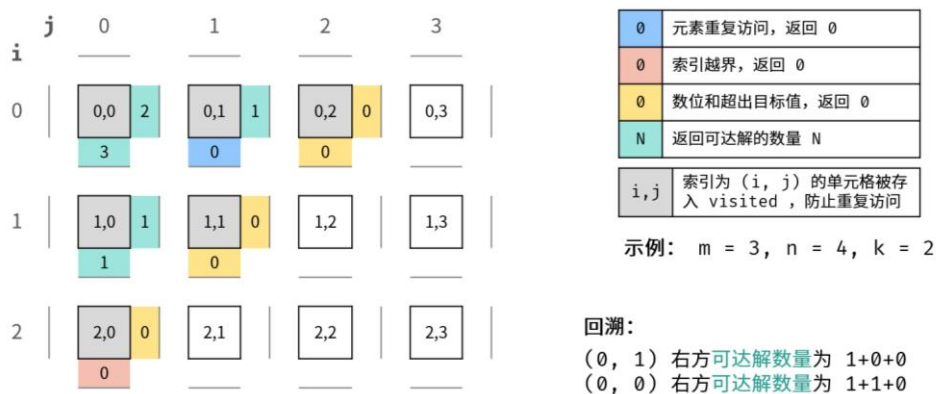 j 0 1 2 3
i
0 0,0 2 0,1 1 0,2 0 0,3
3 0 0
1 1,0 1 1,1 0 1,2 1,3
1 0
2 2,0 0 2,1 2,2 2,3
0
0 元素重复访问，返回 0
0 索引越界，返回 0
0 数位和超出目标值，返回 0
N 返回可达解的数量 N
i,j 索引为 (i, j) 的单元格被存
入 visited ，防止重复访问
示例： m = 3, n = 4, k = 2
回溯：
(0, 1) 右方可达解数量为 1+0+0
(0, 0) 右方可达解数量为 1+1+0